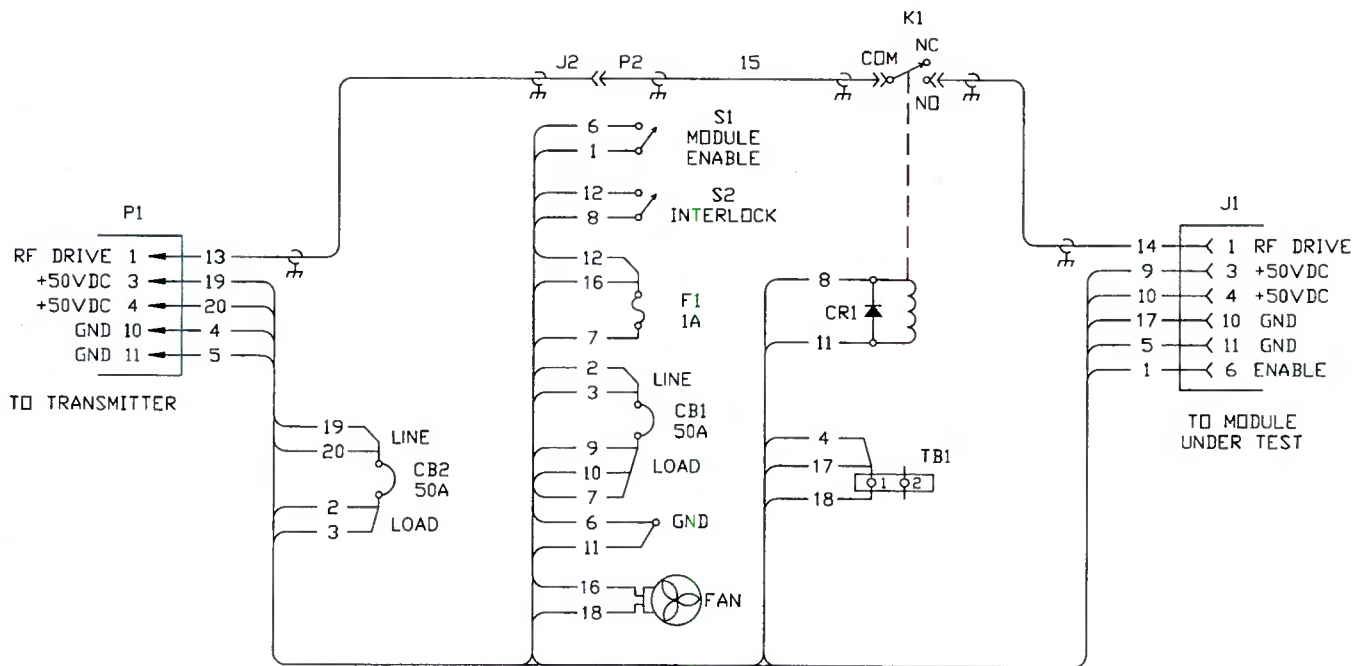 K1
NC
COM
NO
J2 P2 15
6 S1
MODULE
1 ENABLE
12 S2
8 INTERLOCK
P1
RF DRIVE 1 13
+50VDC 3 19
+50VDC 4 20
GND 10 4
GND 11 5
TO TRANSMITTER
19 LINE
20
CB2
50A
2
3 LOAD
12
16
F1
1A
7
2 LINE
3
CB1
50A
9
10 LOAD
7
6 GND
11
16
FAN
18
8
CR1
11
4
17 TB1
1 2
18
J1
14 1 RF DRIVE
9 3 +50VDC
10 4 +50VDC
17 10 GND
5 11 GND
1 6 ENABLE
TO MODULE
UNDER TEST